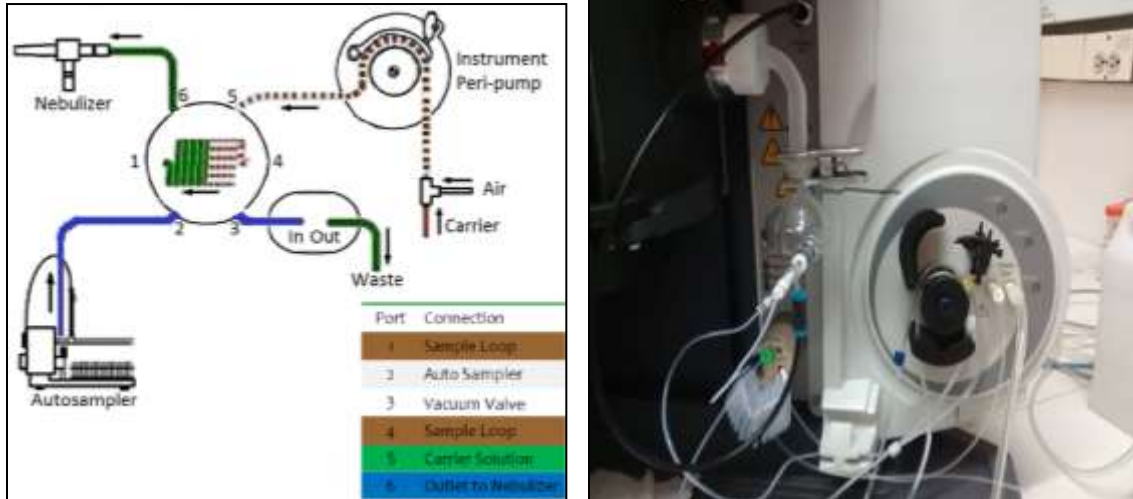 Nebulizer
6
5
Instrument
Peri-pump
1
4
Air
Carrier
2
3
In Out
Waste
Autosampler
Port Connection
1 Sample Loop
2 Auto Sampler
3 Vacuum Valve
4 Sample Loop
5 Carrier Solution
6 Outlet to Nebulizer